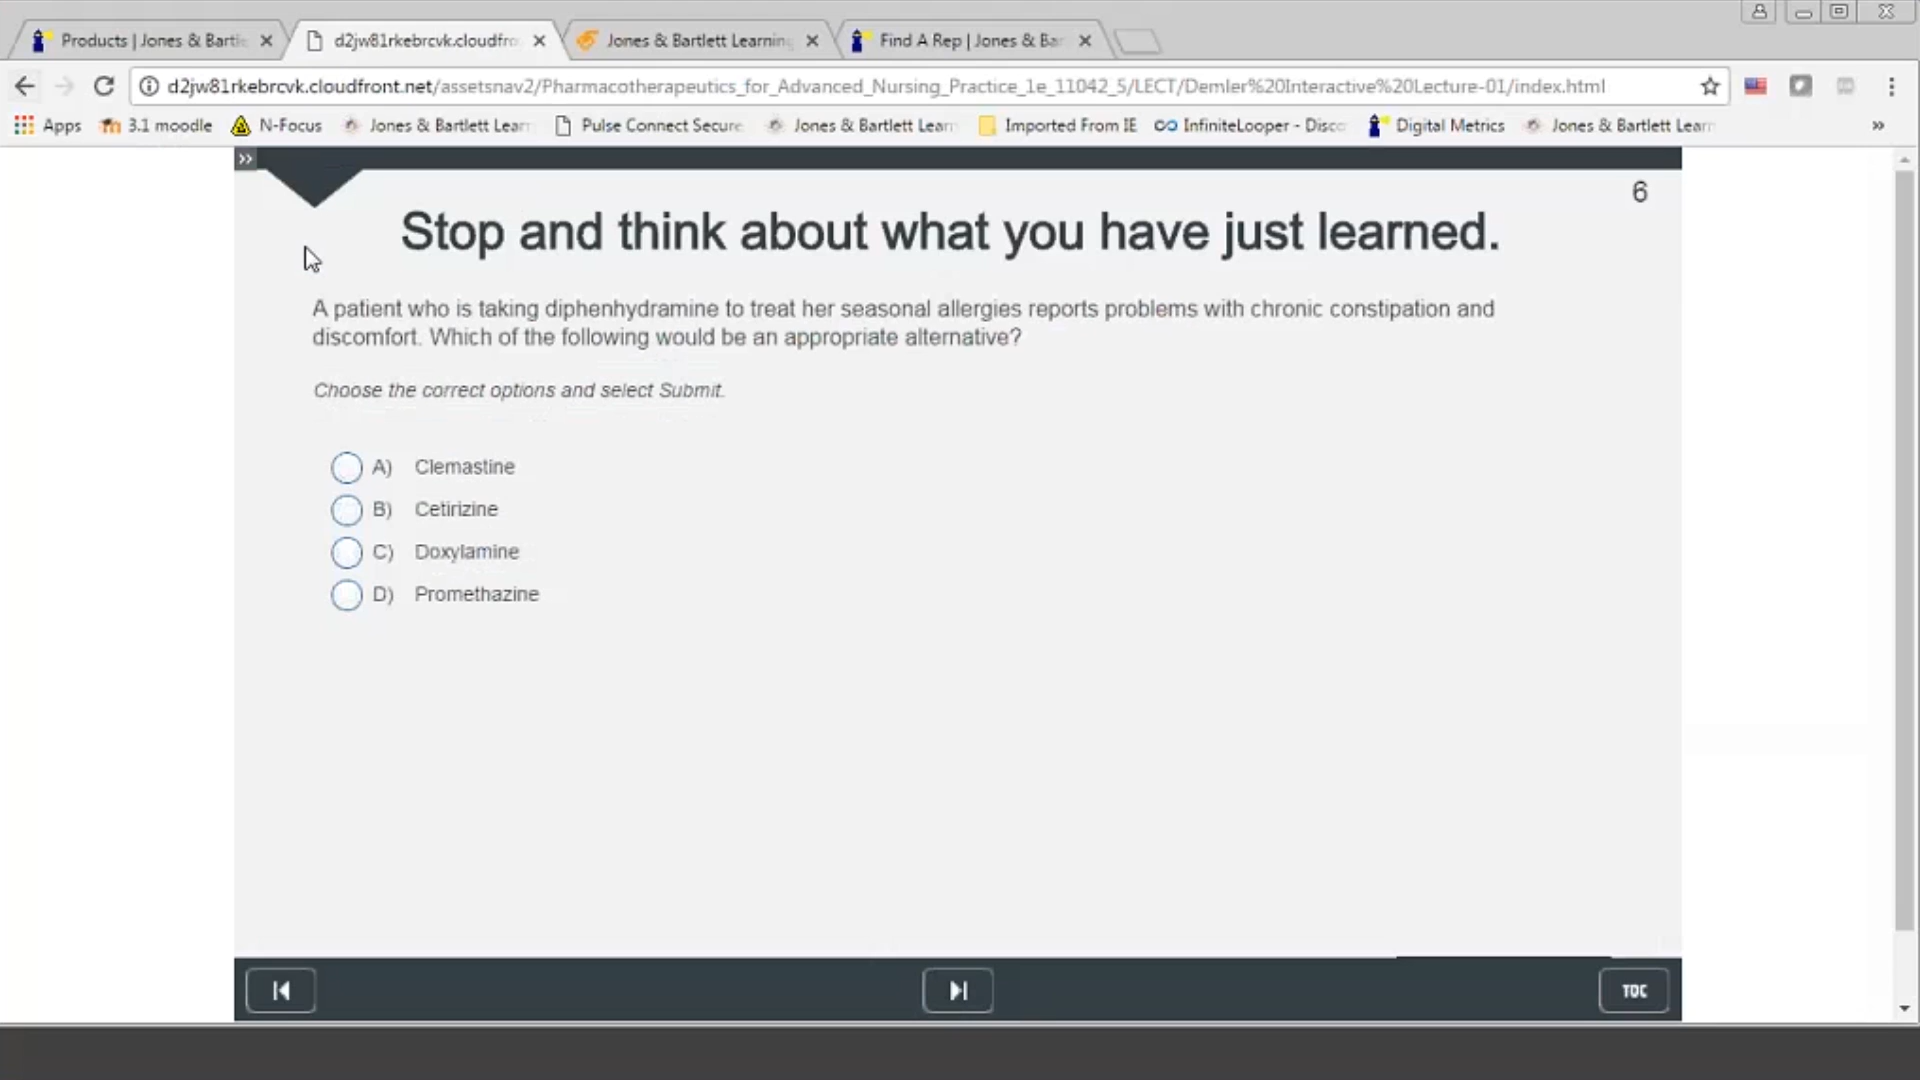 Products | Jones & Bartle
d2jw81rkebrcvk.cloudfro
Jones & Bartlett Learning
Find A Rep | Jones & Bar
d2jw81rkebrcvk.cloudfront.net/assetsnav2/Pharmacotherapeutics_for_Advanced_Nursing_Practice_1e_11042_5/LECT/Demler%20Interactive%20Lecture-01/index.html
Apps 3.1 moodle N-Focus Jones & Bartlett Learn Pulse Connect Secure Jones & Bartlett Learn Imported From IE InfiniteLooper - Disco Digital Metrics Jones & Bartlett Learn »
»
6
Stop and think about what you have just learned.
A patient who is taking diphenhydramine to treat her seasonal allergies reports problems with chronic constipation and
discomfort. Which of the following would be an appropriate alternative?
Choose the correct options and select Submit.
A) Clemastine
B) Cetirizine
C) Doxylamine
D) Promethazine
TOC